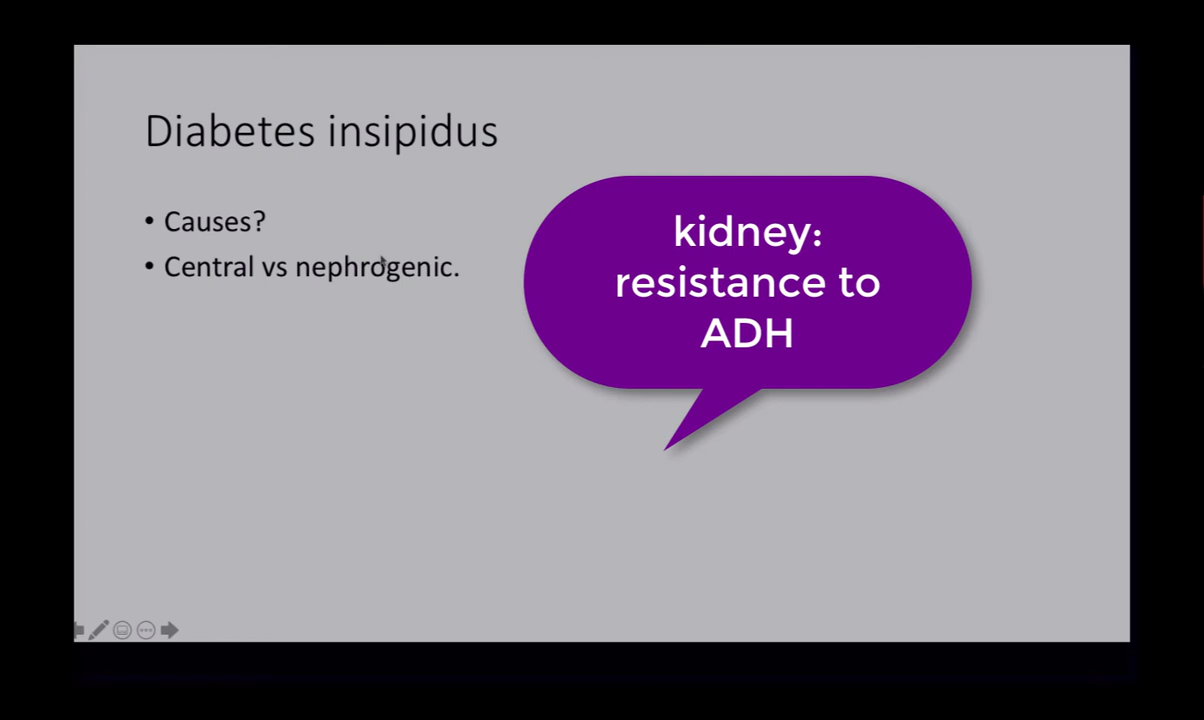 Diabetes insipidus
• Causes?
• Central vs nephrogenic.
kidney:
resistance to
ADH